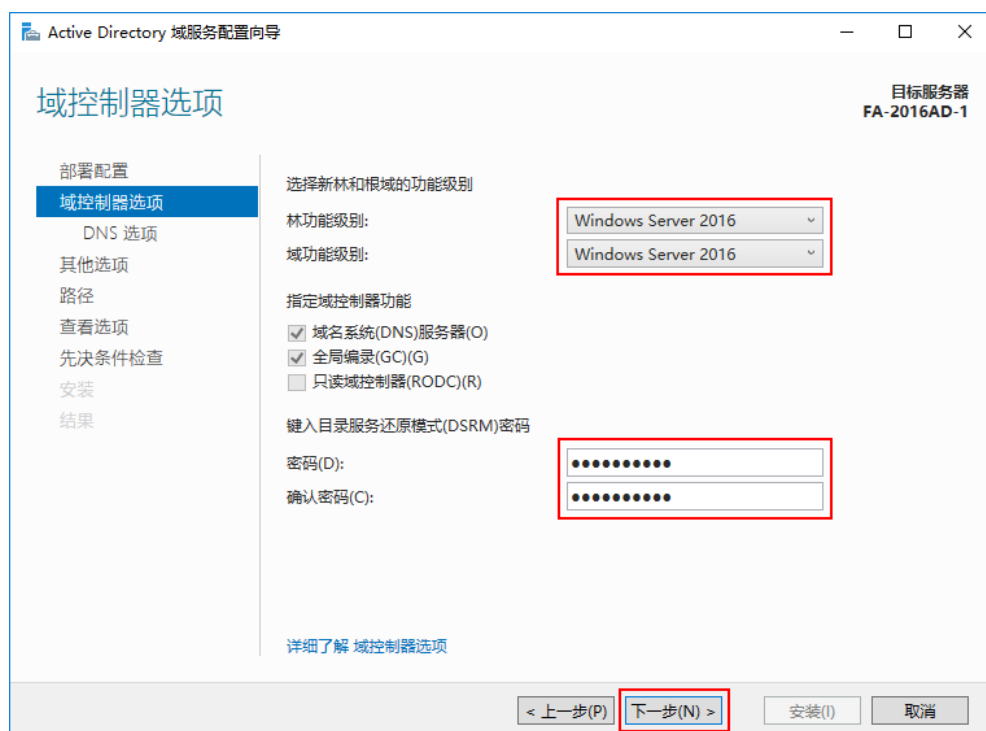 Active Directory 域服务配置向导
域控制器选项
目标服务器
FA-2016AD-1
部署配置
域控制器选项
DNS 选项
其他选项
路径
查看选项
先决条件检查
安装
结果
选择新林和根域的功能级别
林功能级别: Windows Server 2016
域功能级别: Windows Server 2016
指定域控制器功能
域名系统(DNS)服务器(O)
全局编录(GC)(G)
只读域控制器(RODC)(R)
键入目录服务还原模式(DSRM)密码
密码(D): ●●●●●●●●●●
确认密码(C): ●●●●●●●●●●
详细了解 域控制器选项
< 上一步(P) 下一步(N) > 安装(I) 取消